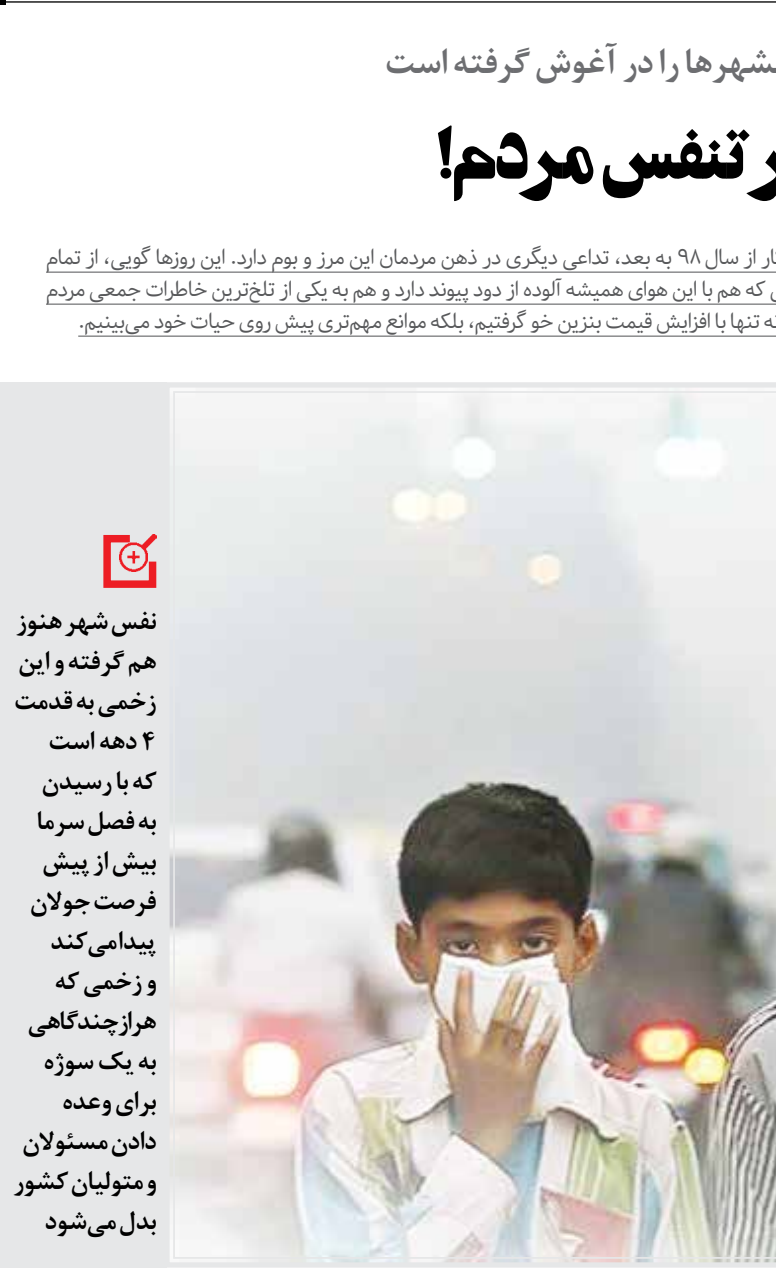 شهرها را در آغوش گرفته است
تنفس مردم!
از سال ۹۸ به بعد، تداعی دیگری در ذهن مردمان این مرز و بوم دارد. این روزها گویی، از تمام
که هم با این هوای همیشه آلوده از دود پیوند دارد و هم به یکی از تلخ‌ترین خاطرات جمعی مردم
تنها با افزایش قیمت بنزین خو گرفتیم، بلکه موانع مهم‌تری پیش روی حیات خود می‌بینیم.
نفس شهر هنوز
هم گرفته و این
زخمی به قدمت
۴ دهه است
که با رسیدن
به فصل سرما
بیش از پیش
فرصت جولان
پیدا می‌کند
و زخمی که
هرازچندگاهی
به یک سوژه
برای وعده
دادن مسئولان
و متولیان کشور
بدل می‌شود